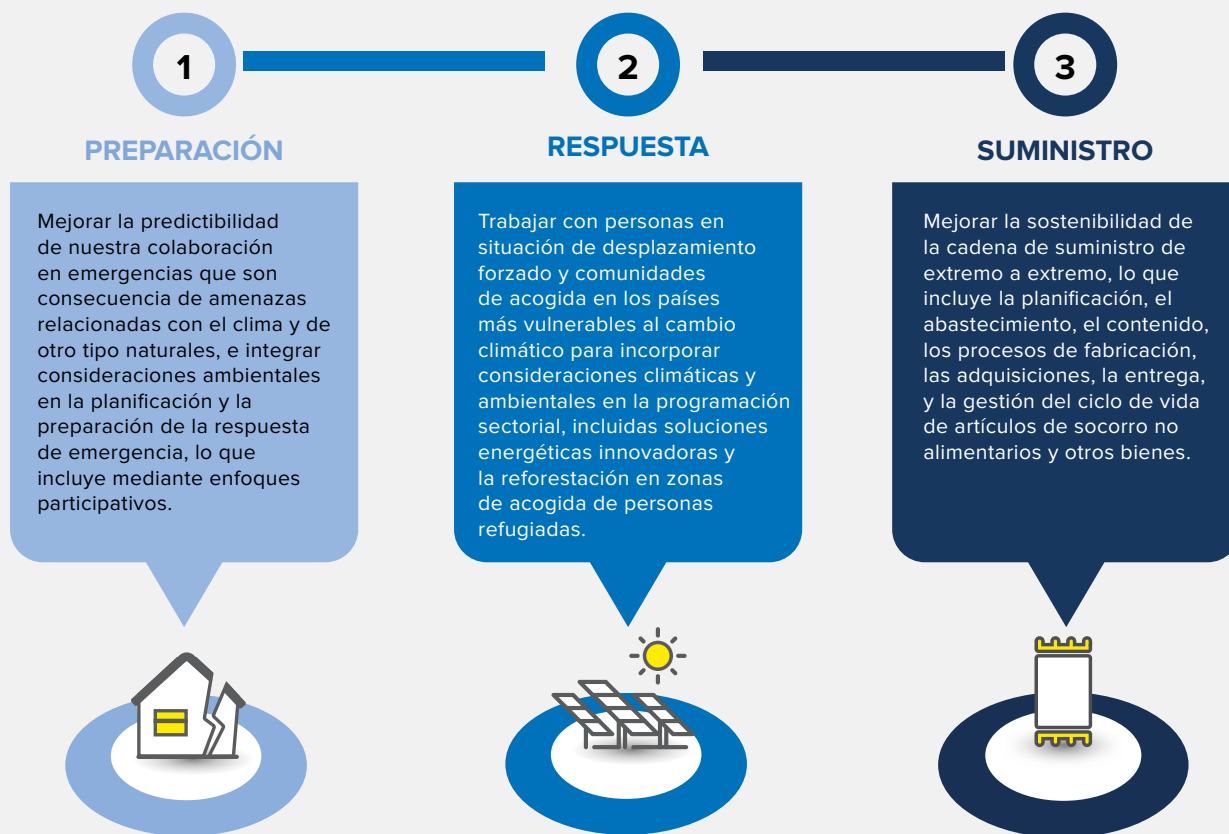 1
PREPARACIÓN
Mejorar la predictibilidad
de nuestra colaboración
en emergencias que son
consecuencia de amenazas
relacionadas con el clima y de
otro tipo naturales, e integrar
consideraciones ambientales
en la planificación y la
preparación de la respuesta
de emergencia, lo que
incluye mediante enfoques
participativos.
2
RESPUESTA
Trabajar con personas en
situación de desplazamiento
forzado y comunidades
de acogida en los países
más vulnerables al cambio
climático para incorporar
consideraciones climáticas y
ambientales en la programación
sectorial, incluidas soluciones
energéticas innovadoras y
la reforestación en zonas
de acogida de personas
refugiadas.
3
SUMINISTRO
Mejorar la sostenibilidad de
la cadena de suministro de
extremo a extremo, lo que
incluye la planificación, el
abastecimiento, el contenido,
los procesos de fabricación,
las adquisiciones, la entrega,
y la gestión del ciclo de vida
de artículos de socorro no
alimentarios y otros bienes.